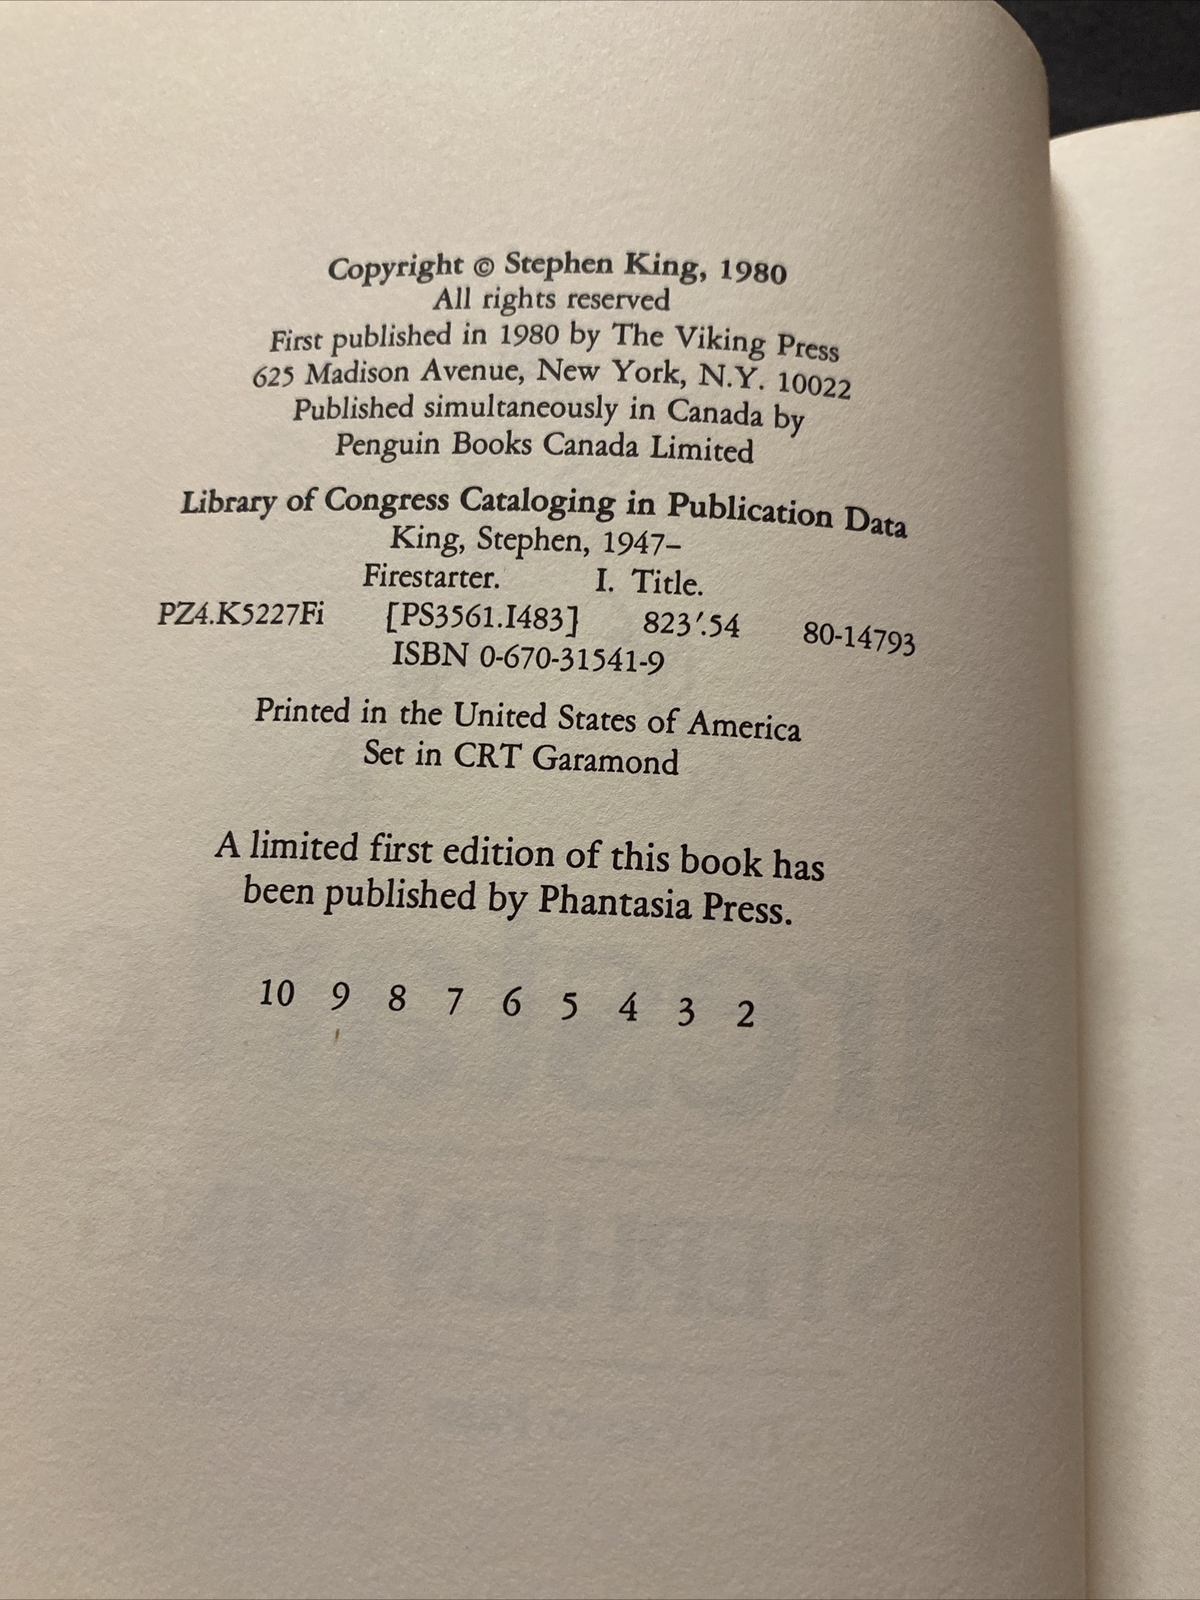 Copyright © Stephen King, 1980
All rights reserved
First published in 1980 by The Viking Press
625 Madison Avenue, New York, N.Y. 10022
Published simultaneously in Canada by
Penguin Books Canada Limited
Library of Congress Cataloging in Publication Data
King, Stephen, 1947–
Firestarter. I. Title.
PZ4.K5227Fi [PS3561.I483] 823'.54 80-14793
ISBN 0-670-31541-9
Printed in the United States of America
Set in CRT Garamond
A limited first edition of this book has
been published by Phantasia Press.
10 9 8 7 6 5 4 3 2